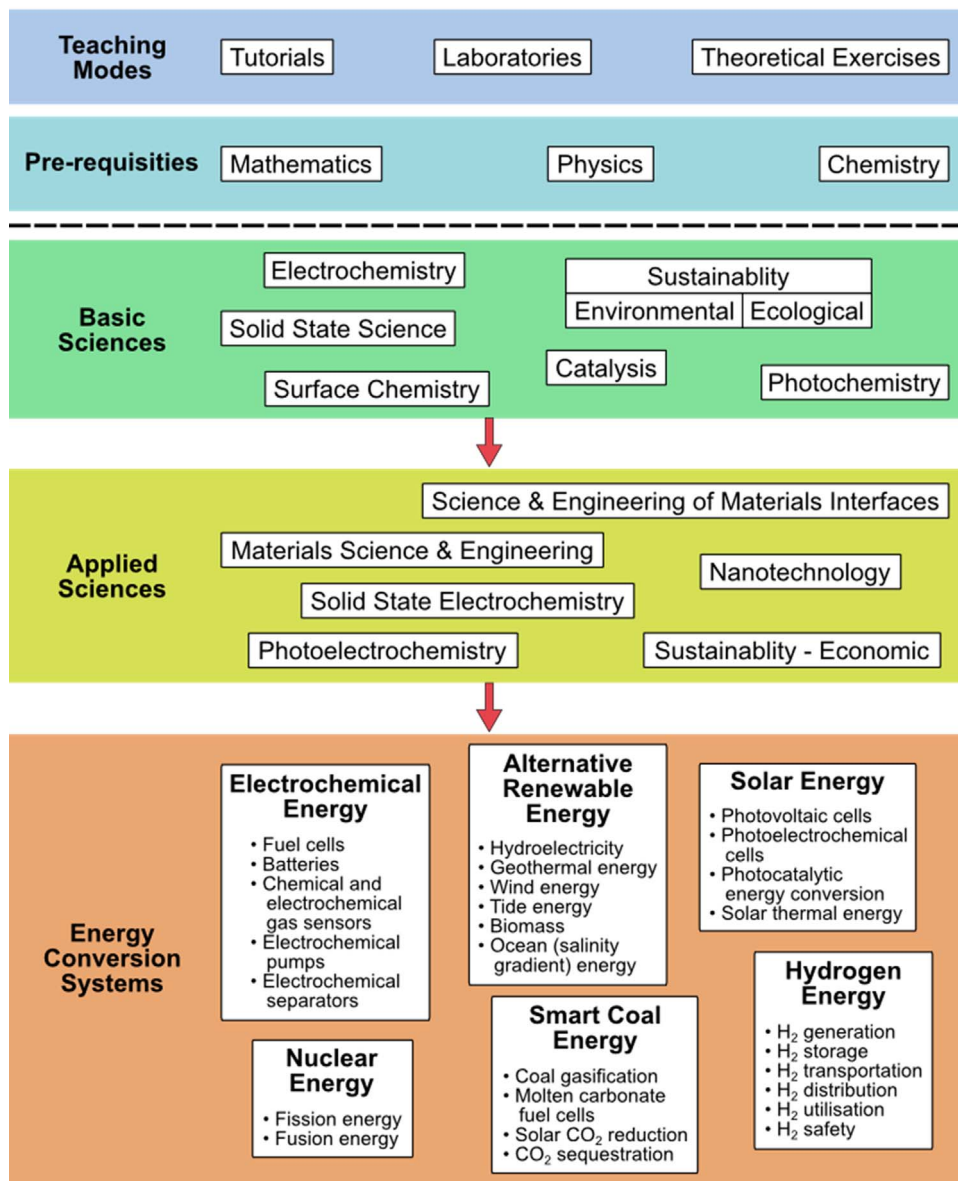 Teaching
Modes
Tutorials
Laboratories
Theoretical Exercises
Pre-requisities
Mathematics
Physics
Chemistry
Basic
Sciences
Electrochemistry
Sustainablity
Environmental
Ecological
Solid State Science
Catalysis
Surface Chemistry
Photochemistry
Applied
Sciences
Science & Engineering of Materials Interfaces
Materials Science & Engineering
Nanotechnology
Solid State Electrochemistry
Photoelectrochemistry
Sustainablity - Economic
Energy
Conversion
Systems
Electrochemical
Energy
• Fuel cells
• Batteries
• Chemical and
electrochemical
gas sensors
• Electrochemical
pumps
• Electrochemical
separators
Alternative
Renewable
Energy
• Hydroelectricity
• Geothermal energy
• Wind energy
• Tide energy
• Biomass
• Ocean (salinity
gradient) energy
Solar Energy
• Photovoltaic cells
• Photoelectrochemical
cells
• Photocatalytic
energy conversion
• Solar thermal energy
Nuclear
Energy
• Fission energy
• Fusion energy
Smart Coal
Energy
• Coal gasification
• Molten carbonate
fuel cells
• Solar CO₂ reduction
• CO₂ sequestration
Hydrogen
Energy
• H₂ generation
• H₂ storage
• H₂ transportation
• H₂ distribution
• H₂ utilisation
• H₂ safety